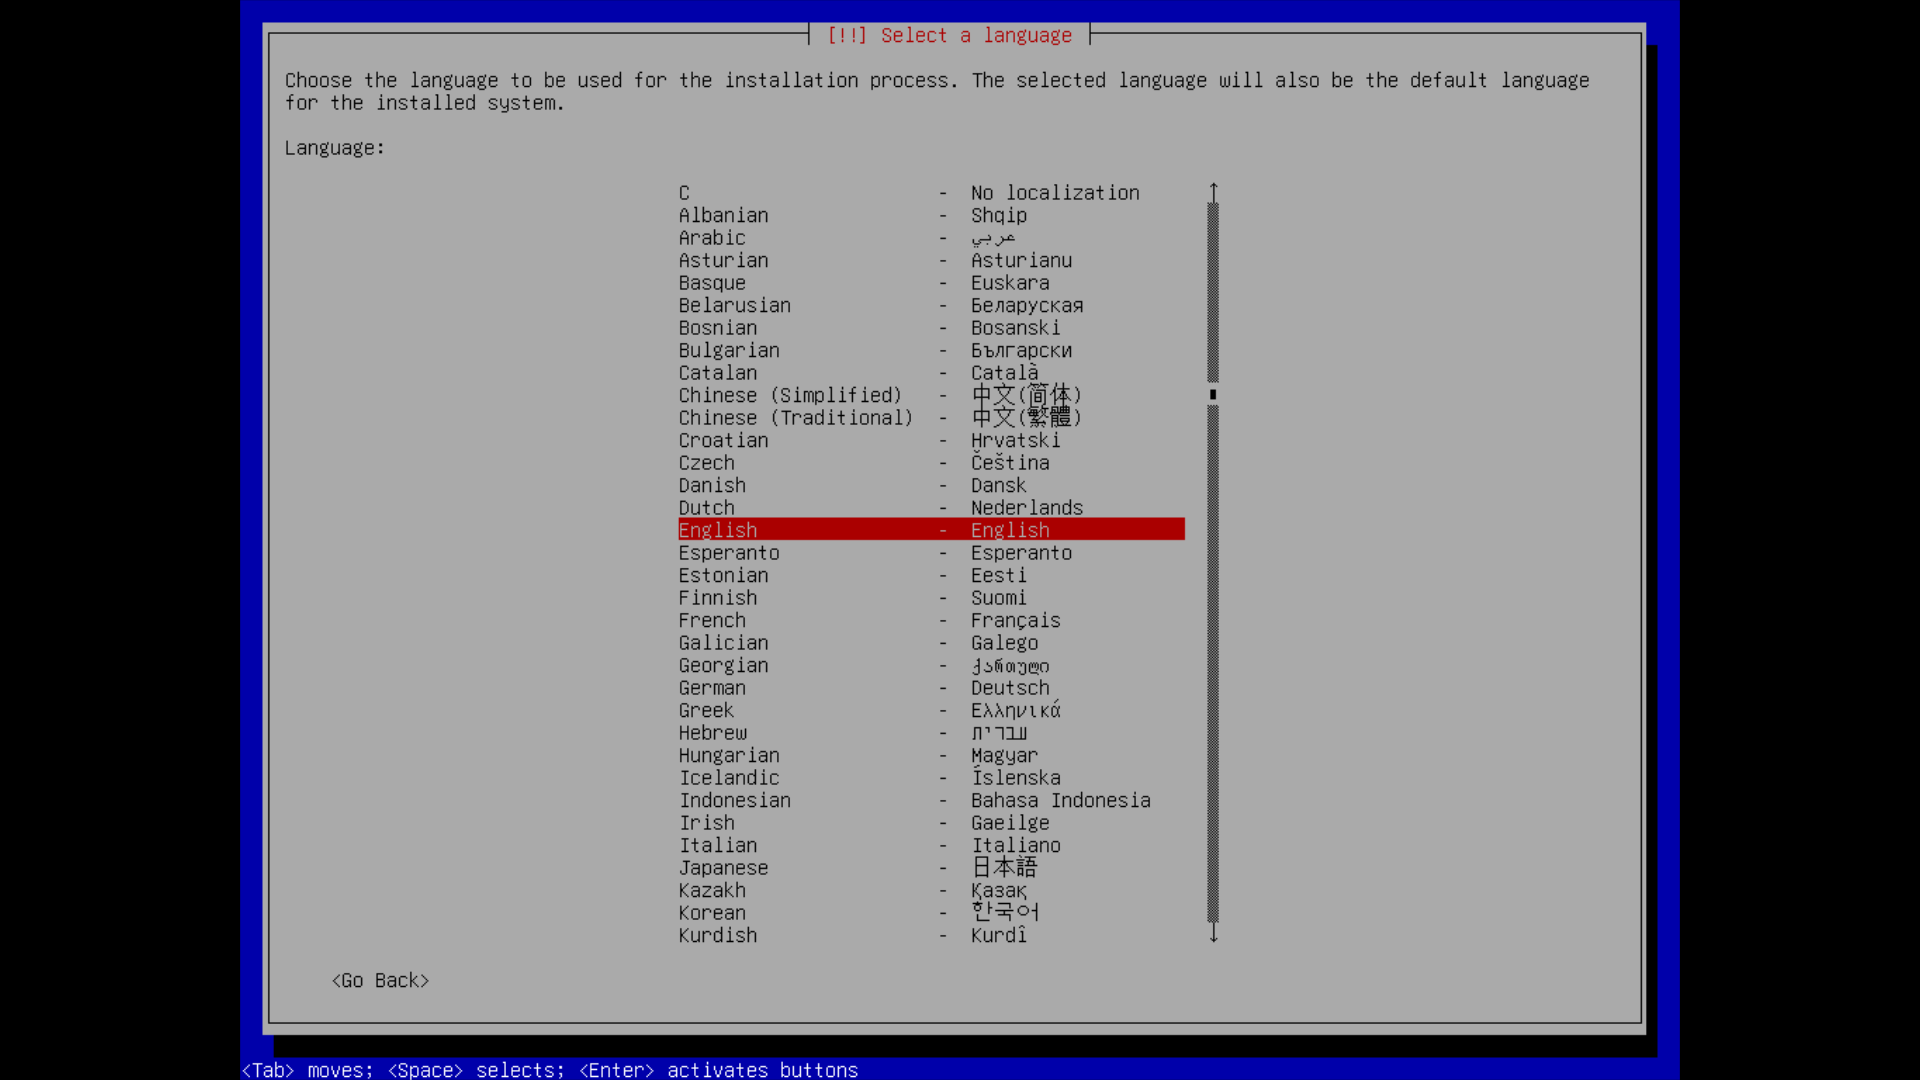 [!!] Select a language
Choose the language to be used for the installation process. The selected language will also be the default language
for the installed system.
Language:
C - No localization
Albanian - Shqip
Arabic - عربي
Asturian - Asturianu
Basque - Euskara
Belarusian - Беларуская
Bosnian - Bosanski
Bulgarian - Български
Catalan - Català
Chinese (Simplified) - 中文(简体)
Chinese (Traditional) - 中文(繁體)
Croatian - Hrvatski
Czech - Čeština
Danish - Dansk
Dutch - Nederlands
English - English
Esperanto - Esperanto
Estonian - Eesti
Finnish - Suomi
French - Français
Galician - Galego
Georgian - ქართული
German - Deutsch
Greek - Ελληνικά
Hebrew - עברית
Hungarian - Magyar
Icelandic - Íslenska
Indonesian - Bahasa Indonesia
Irish - Gaeilge
Italian - Italiano
Japanese - 日本語
Kazakh - Қазақ
Korean - 한국어
Kurdish - Kurdî
<Go Back>
<Tab> moves; <Space> selects; <Enter> activates buttons